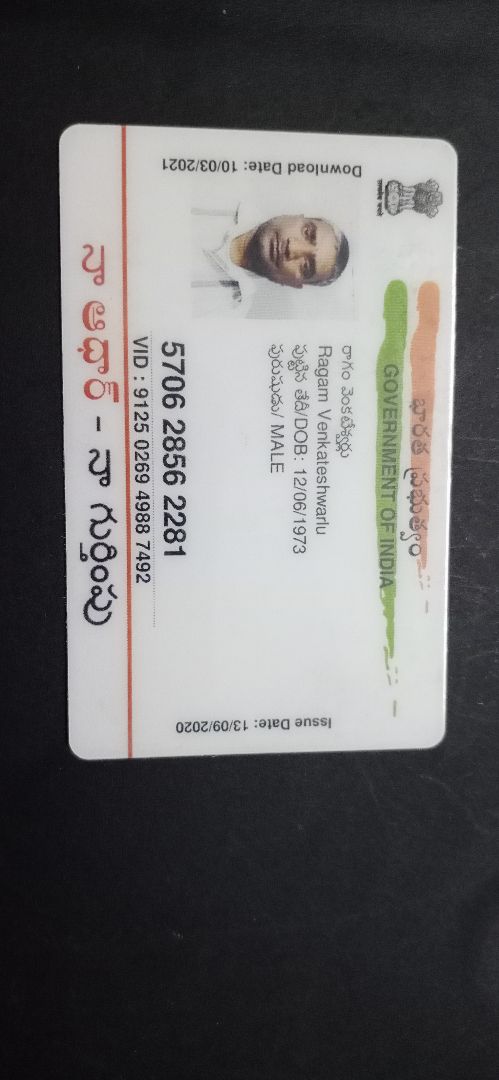 భారత ప్రభుత్వం
GOVERNMENT OF INDIA
Download Date: 10/03/2021
రాగం వెంకటేశ్వర్లు
Ragam Venkateshwarlu
పుట్టిన తేదీ/DOB: 12/06/1973
పురుషుడు/ MALE
Issue Date: 13/09/2020
5706 2856 2281
VID : 9125 0269 4988 7492
నా ఆధార్ - నా గుర్తింపు